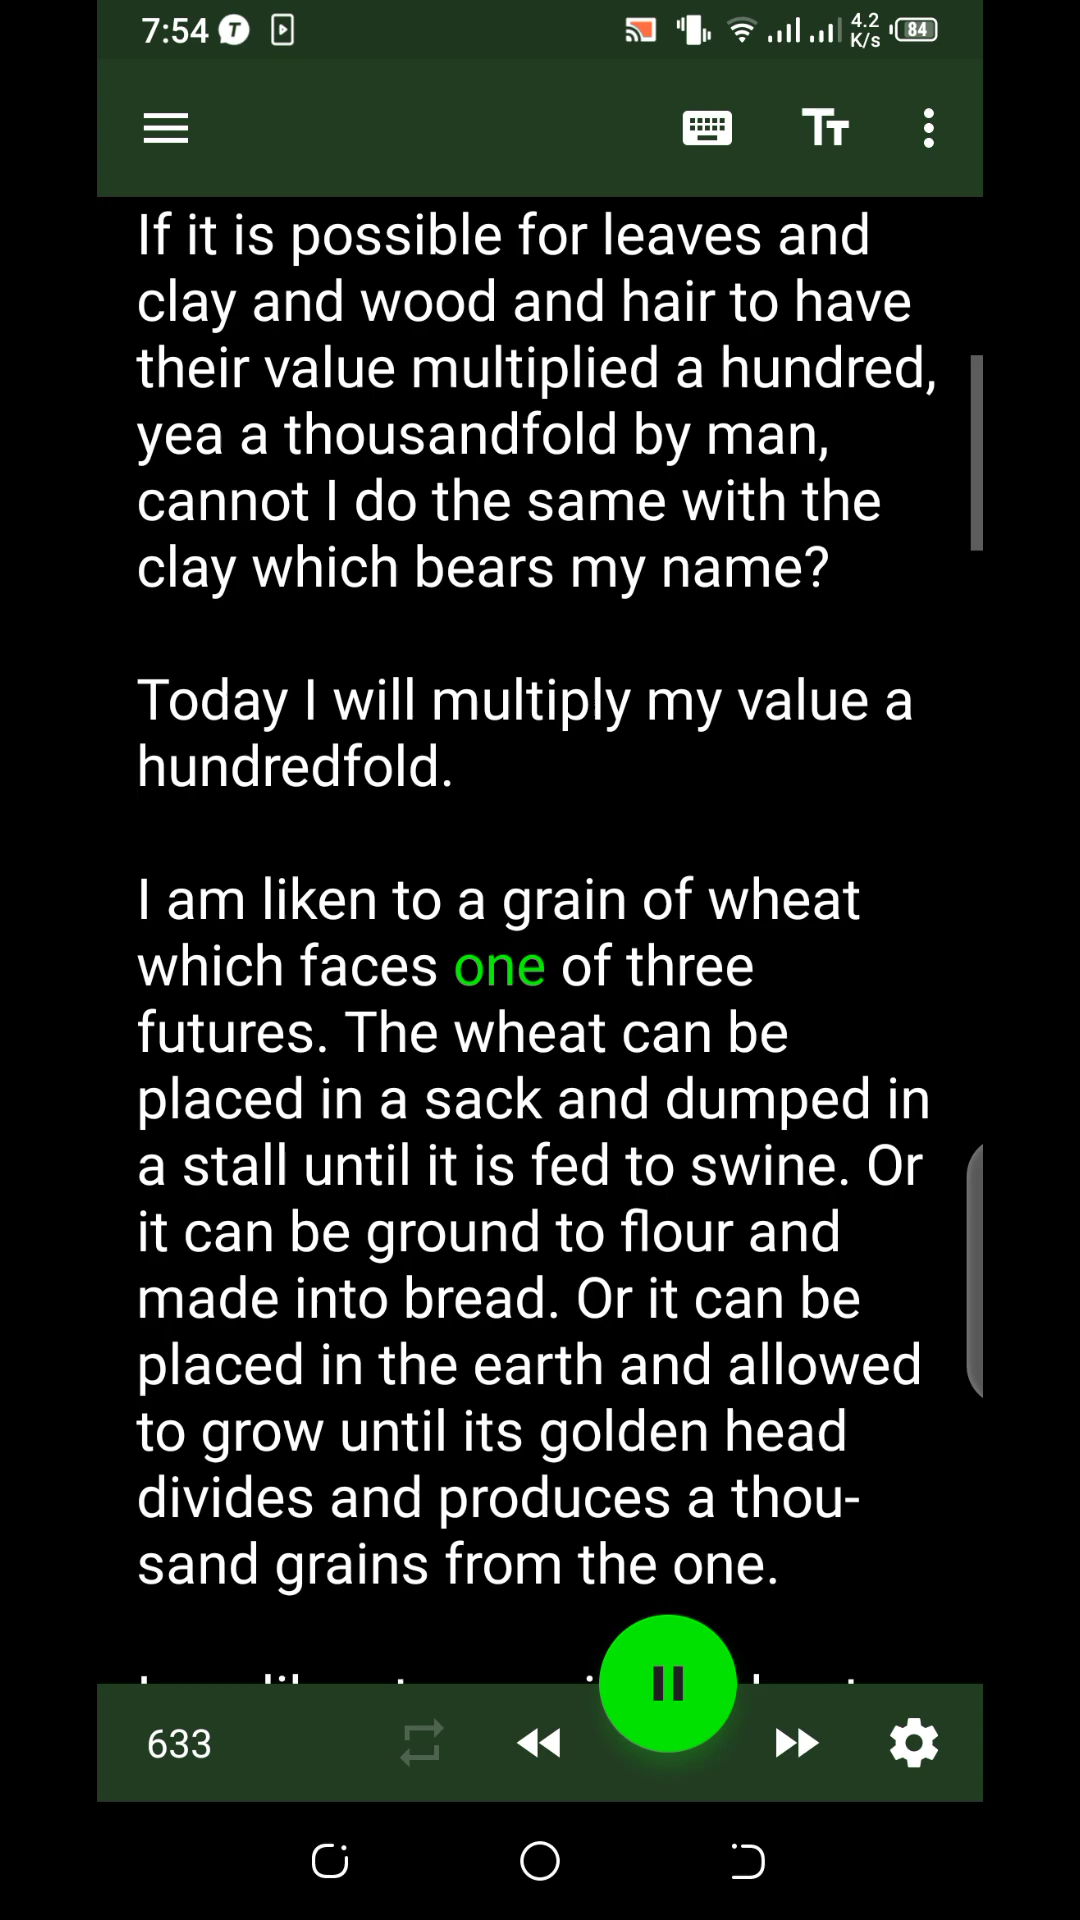 7:54
4.2
K/s
84
If it is possible for leaves and
clay and wood and hair to have
their value multiplied a hundred,
yea a thousandfold by man,
cannot I do the same with the
clay which bears my name?
Today I will multiply my value a
hundredfold.
I am liken to a grain of wheat
which faces one of three
futures. The wheat can be
placed in a sack and dumped in
a stall until it is fed to swine. Or
it can be ground to flour and
made into bread. Or it can be
placed in the earth and allowed
to grow until its golden head
divides and produces a thou-
sand grains from the one.
633